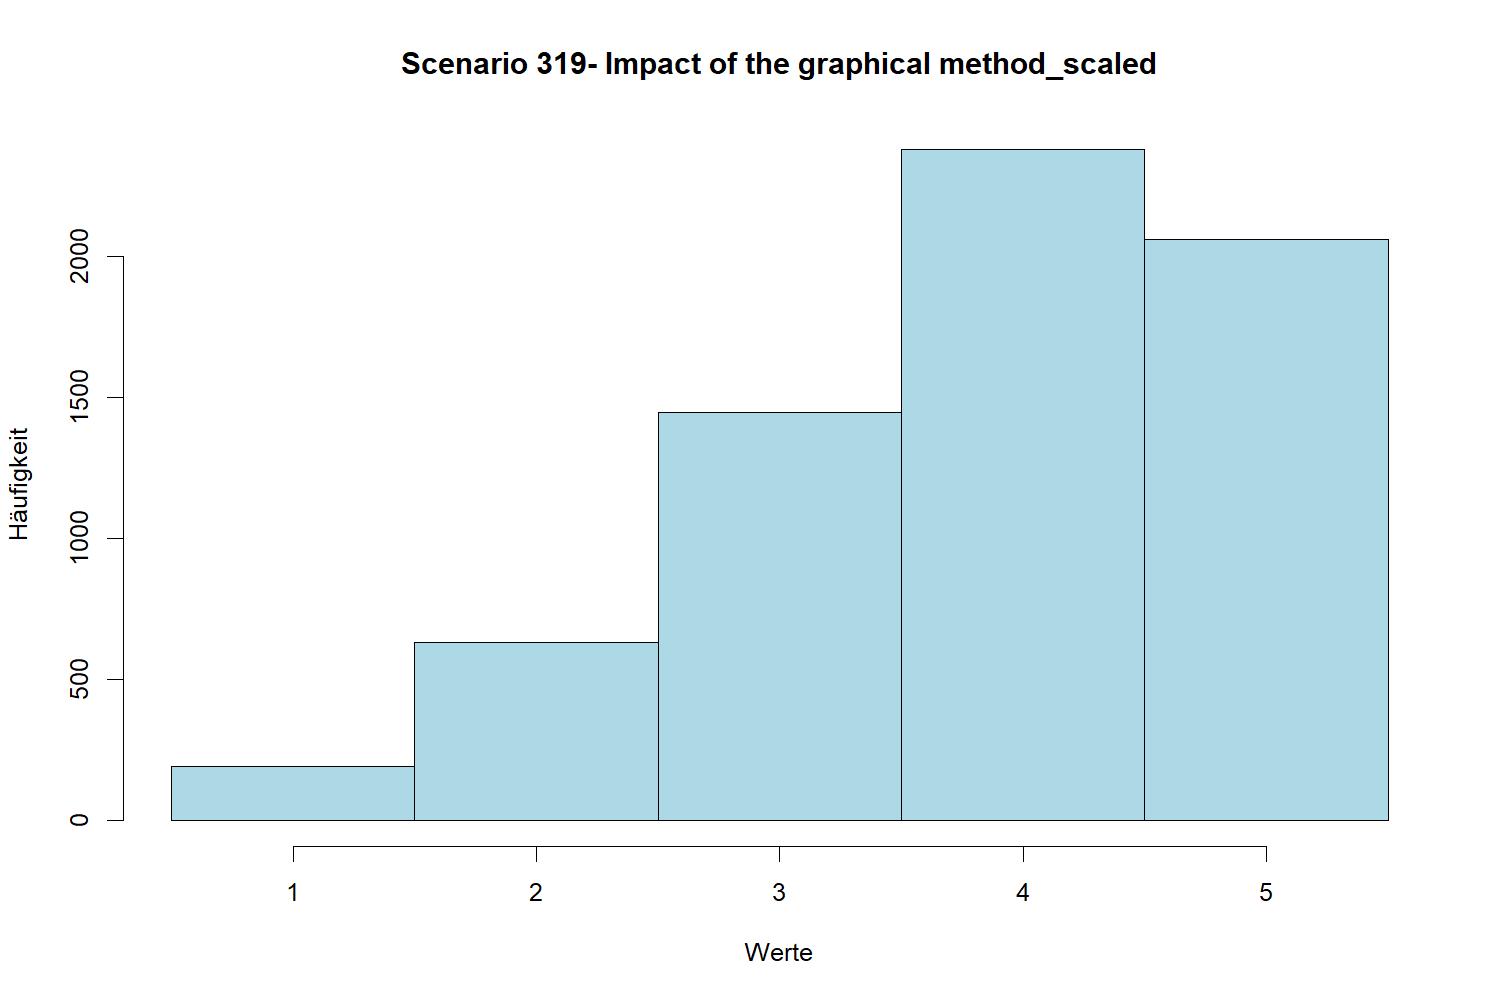 Scenario 319- Impact of the graphical method_scaled
Häufigkeit
2000
1500
1000
500
0
1 2 3 4 5
Werte